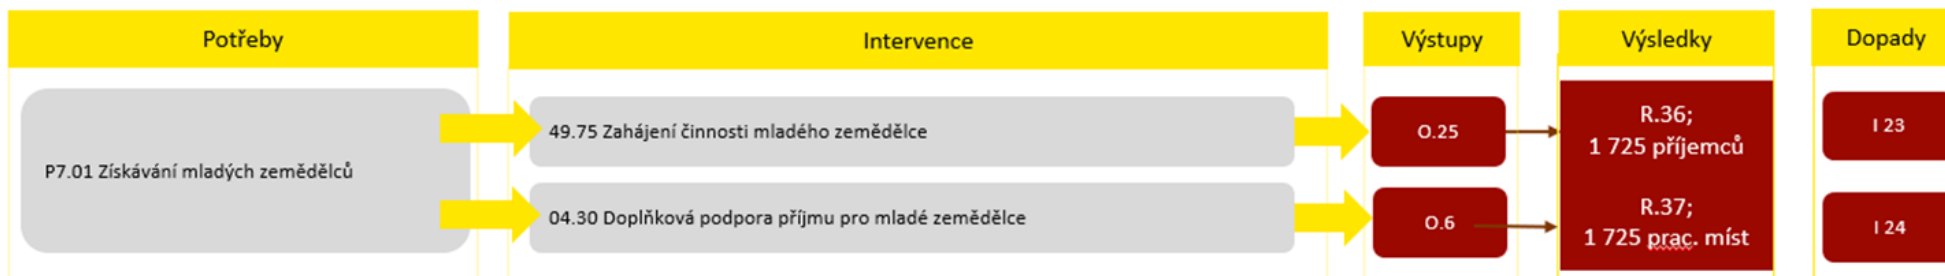 Potřeby
Intervence
Výstupy
Výsledky
Dopady
P7.01 Získávání mladých zemědělců
49.75 Zahájení činnosti mladého zemědělce
O.25
R.36;
1 725 příjemců
I 23
04.30 Doplňková podpora příjmu pro mladé zemědělce
O.6
R.37;
1 725 prac. míst
I 24